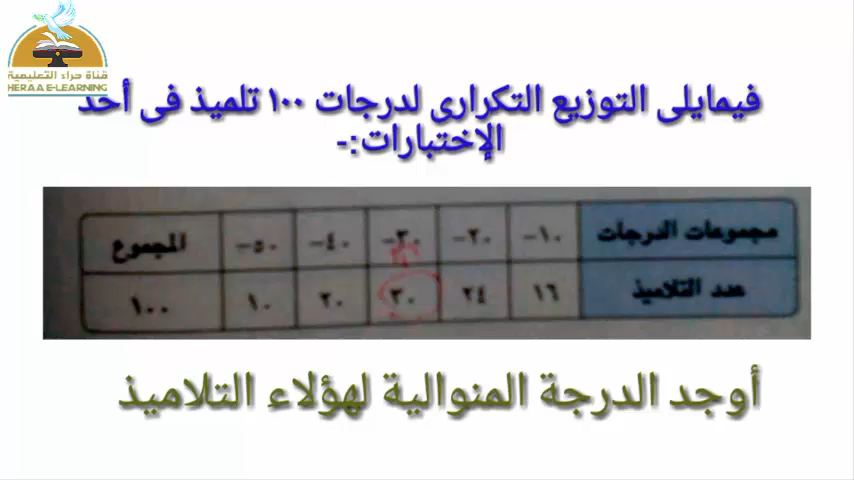 قناة حراء التعليمية
HERAA E-LEARNING
فيمايلى التوزيع التكرارى لدرجات ١٠٠ تلميذ فى أحد
الإختبارات:-
مجموعات الدرجات ١٠- ٢٠- ٣٠- ٤٠- ٥٠- المجموع
عدد التلاميذ ١٦ ٢٤ ٣٠ ٢٠ ١٠ ١٠٠
أوجد الدرجة المنوالية لهؤلاء التلاميذ